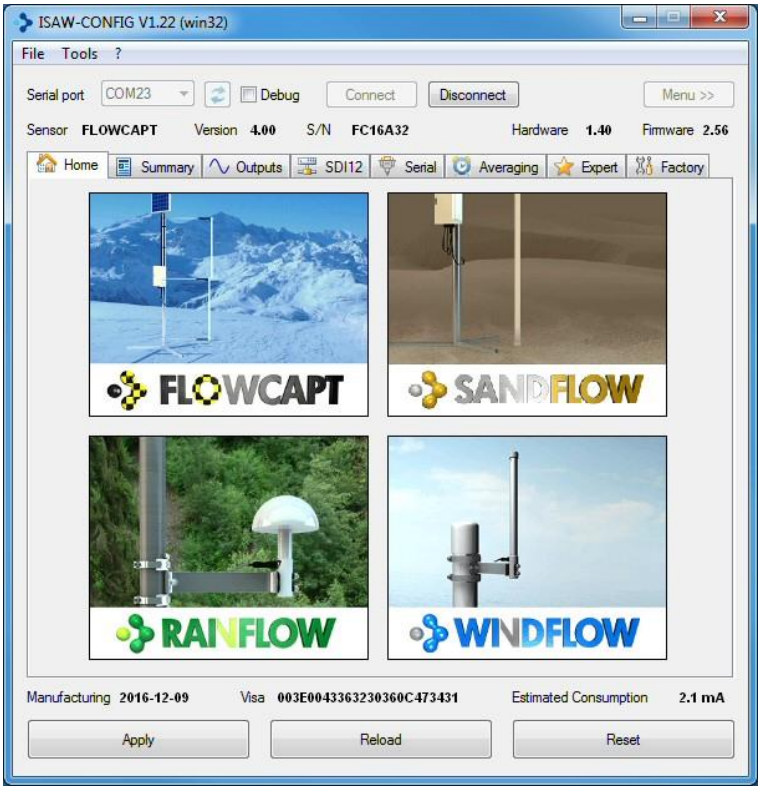 ISAW-CONFIG V1.22 (win32)
File Tools ?
Serial port COM23 Debug Connect Disconnect Menu >>
Sensor FLOWCAPT Version 4.00 S/N FC16A32 Hardware 1.40 Firmware 2.56
Home Summary Outputs SDI12 Serial Averaging Expert Factory
FLOWCAPT SANDFLOW
RAINFLOW WINDFLOW
Manufacturing 2016-12-09 Visa 003E0043363230360C473431 Estimated Consumption 2.1 mA
Apply Reload Reset